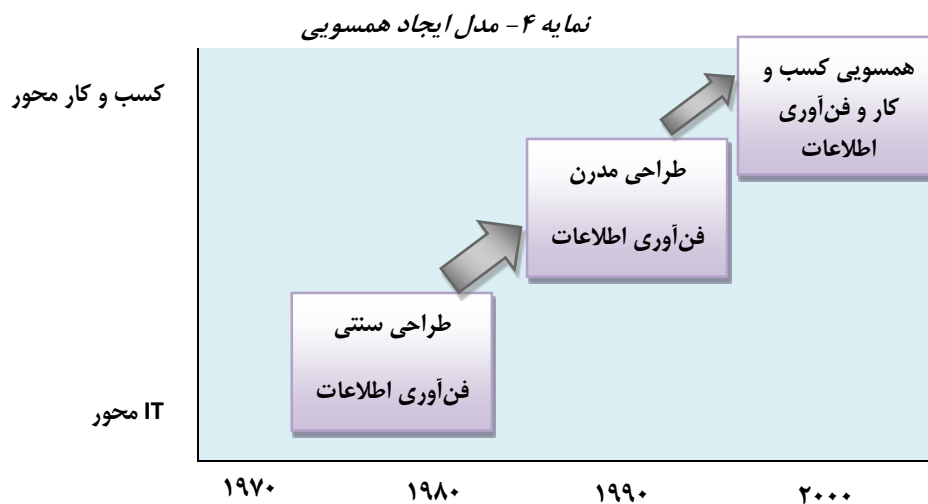 نمایه ۴- مدل ایجاد همسویی
کسب و کار محور
همسویی کسب و
کار و فن‌آوری
اطلاعات
طراحی مدرن
فن‌آوری اطلاعات
طراحی سنتی
فن‌آوری اطلاعات
IT محور
۱۹۷۰
۱۹۸۰
۱۹۹۰
۲۰۰۰